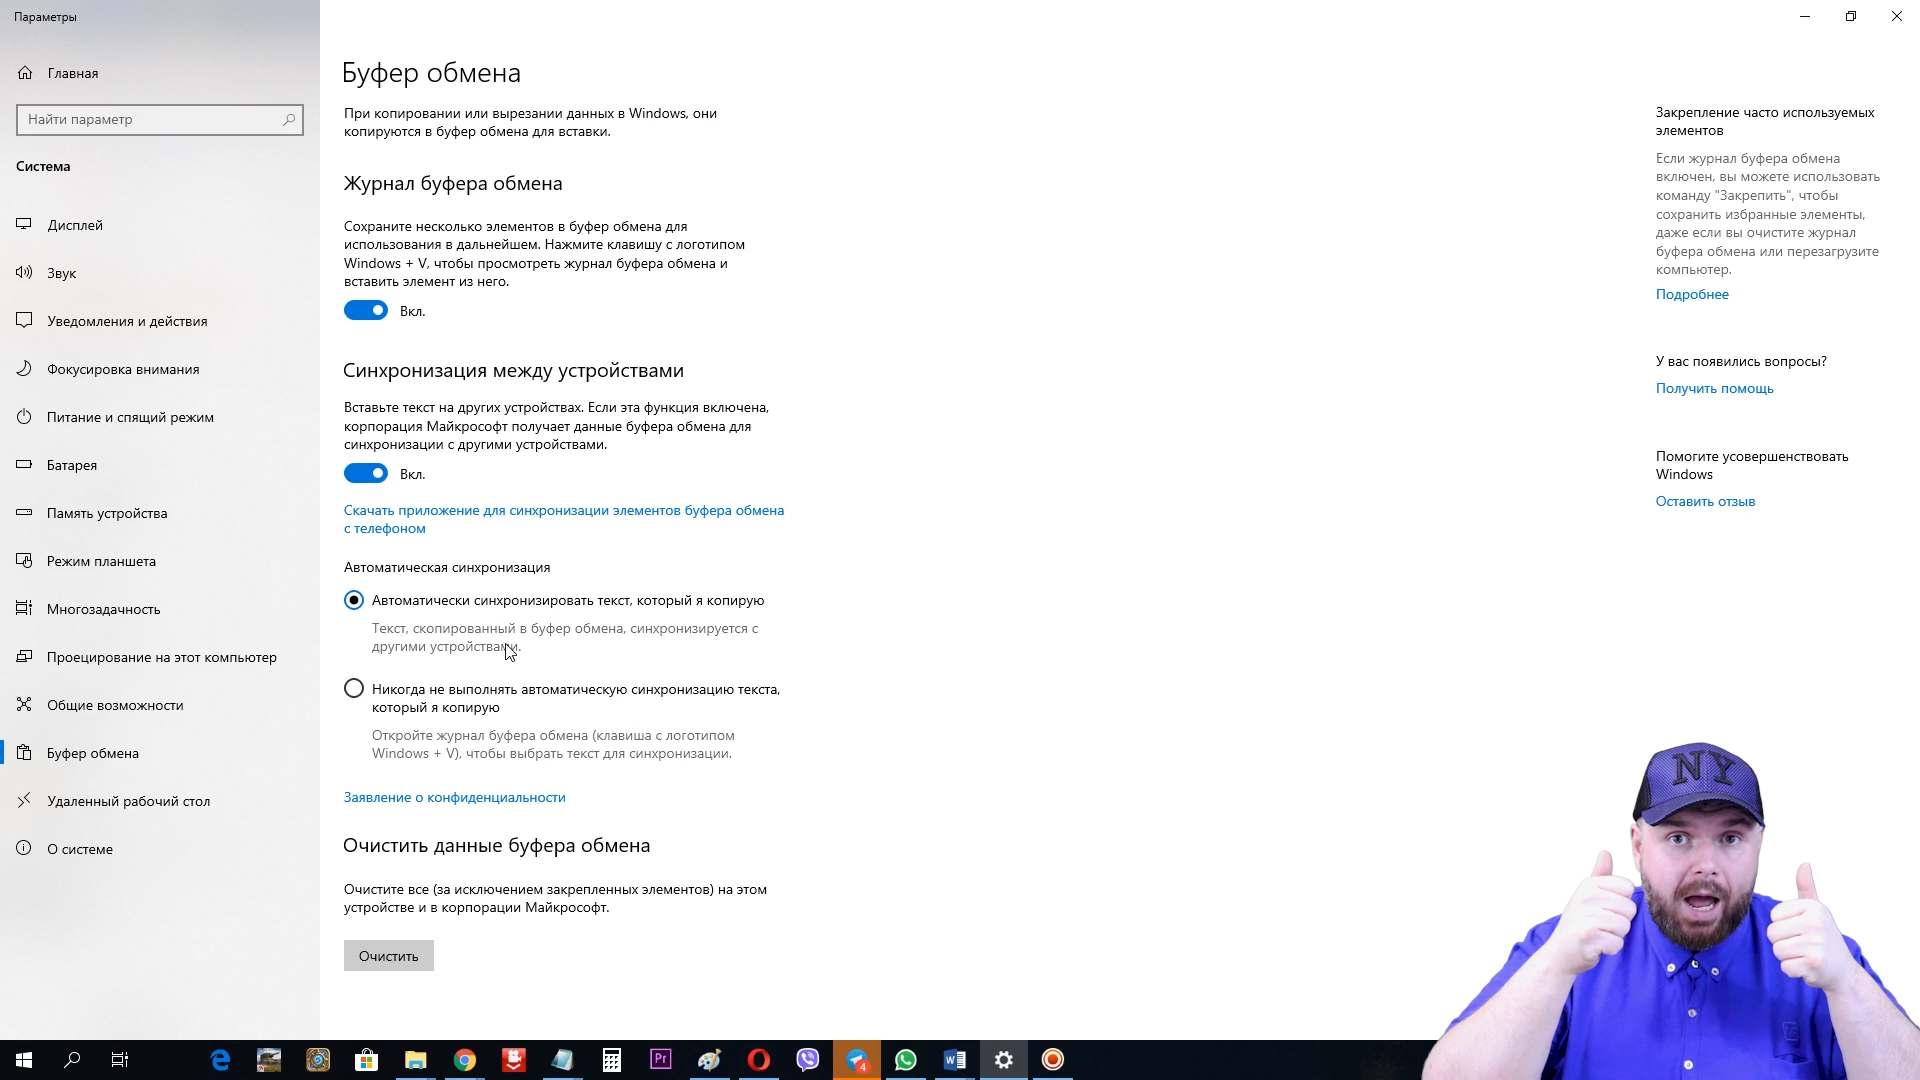 Параметры
Главная
Найти параметр
Система
Дисплей
Звук
Уведомления и действия
Фокусировка внимания
Питание и спящий режим
Батарея
Память устройства
Режим планшета
Многозадачность
Проецирование на этот компьютер
Общие возможности
Буфер обмена
Удаленный рабочий стол
О системе
Буфер обмена
При копировании или вырезании данных в Windows, они
копируются в буфер обмена для вставки.
Журнал буфера обмена
Сохраните несколько элементов в буфер обмена для
использования в дальнейшем. Нажмите клавишу с логотипом
Windows + V, чтобы просмотреть журнал буфера обмена и
вставить элемент из него.
Вкл.
Синхронизация между устройствами
Вставьте текст на других устройствах. Если эта функция включена,
корпорация Майкрософт получает данные буфера обмена для
синхронизации с другими устройствами.
Вкл.
Скачать приложение для синхронизации элементов буфера обмена
с телефоном
Автоматическая синхронизация
Автоматически синхронизировать текст, который я копирую
Текст, скопированный в буфер обмена, синхронизируется с
другими устройствами.
Никогда не выполнять автоматическую синхронизацию текста,
который я копирую
Откройте журнал буфера обмена (клавиша с логотипом
Windows + V), чтобы выбрать текст для синхронизации.
Заявление о конфиденциальности
Очистить данные буфера обмена
Очистите все (за исключением закрепленных элементов) на этом
устройстве и в корпорации Майкрософт.
Очистить
Закрепление часто используемых
элементов
Если журнал буфера обмена
включен, вы можете использовать
команду "Закрепить", чтобы
сохранить избранные элементы,
даже если вы очистите журнал
буфера обмена или перезагрузите
компьютер.
Подробнее
У вас появились вопросы?
Получить помощь
Помогите усовершенствовать
Windows
Оставить отзыв
NY
Pr
4